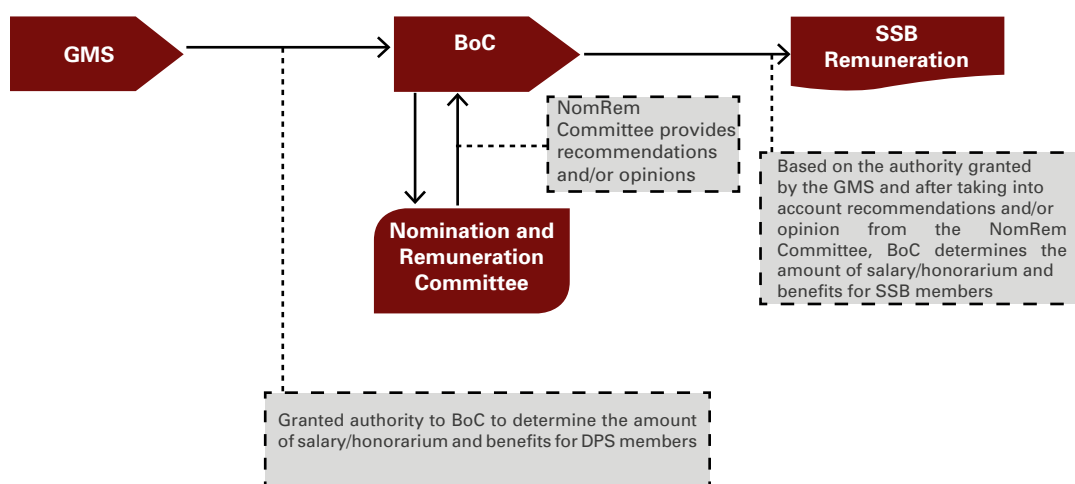 GMS
BoC
SSB
Remuneration
NomRem
Committee provides
recommendations
and/or opinions
Based on the authority granted
by the GMS and after taking into
account recommendations and/or
opinion from the NomRem
Committee, BoC determines the
amount of salary/honorarium and
benefits for SSB members
Nomination and
Remuneration
Committee
Granted authority to BoC to determine the amount
of salary/honorarium and benefits for DPS members